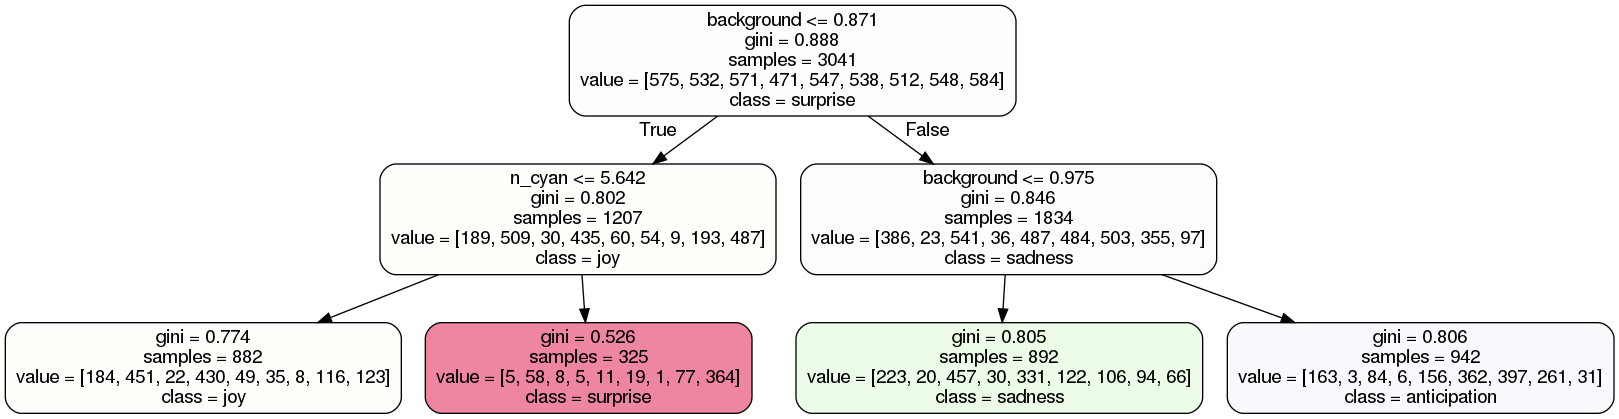 background <= 0.871
gini = 0.888
samples = 3041
value = [575, 532, 571, 471, 547, 538, 512, 548, 584]
class = surprise
True
False
n_cyan <= 5.642
gini = 0.802
samples = 1207
value = [189, 509, 30, 435, 60, 54, 9, 193, 487]
class = joy
background <= 0.975
gini = 0.846
samples = 1834
value = [386, 23, 541, 36, 487, 484, 503, 355, 97]
class = sadness
gini = 0.774
samples = 882
value = [184, 451, 22, 430, 49, 35, 8, 116, 123]
class = joy
gini = 0.526
samples = 325
value = [5, 58, 8, 5, 11, 19, 1, 77, 364]
class = surprise
gini = 0.805
samples = 892
value = [223, 20, 457, 30, 331, 122, 106, 94, 66]
class = sadness
gini = 0.806
samples = 942
value = [163, 3, 84, 6, 156, 362, 397, 261, 31]
class = anticipation